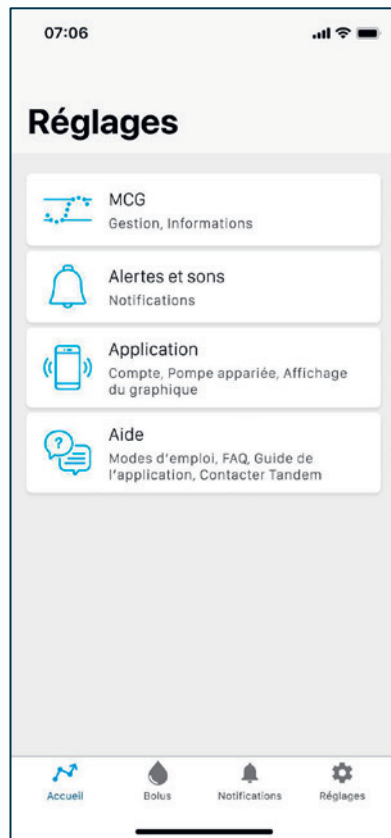 07:06
Réglages
MCG
Gestion, Informations
Alertes et sons
Notifications
Application
Compte, Pompe appariée, Affichage
du graphique
?
Aide
Modes d'emploi, FAQ, Guide de
l'application, Contacter Tandem
Accueil
Bolus
Notifications
Réglages